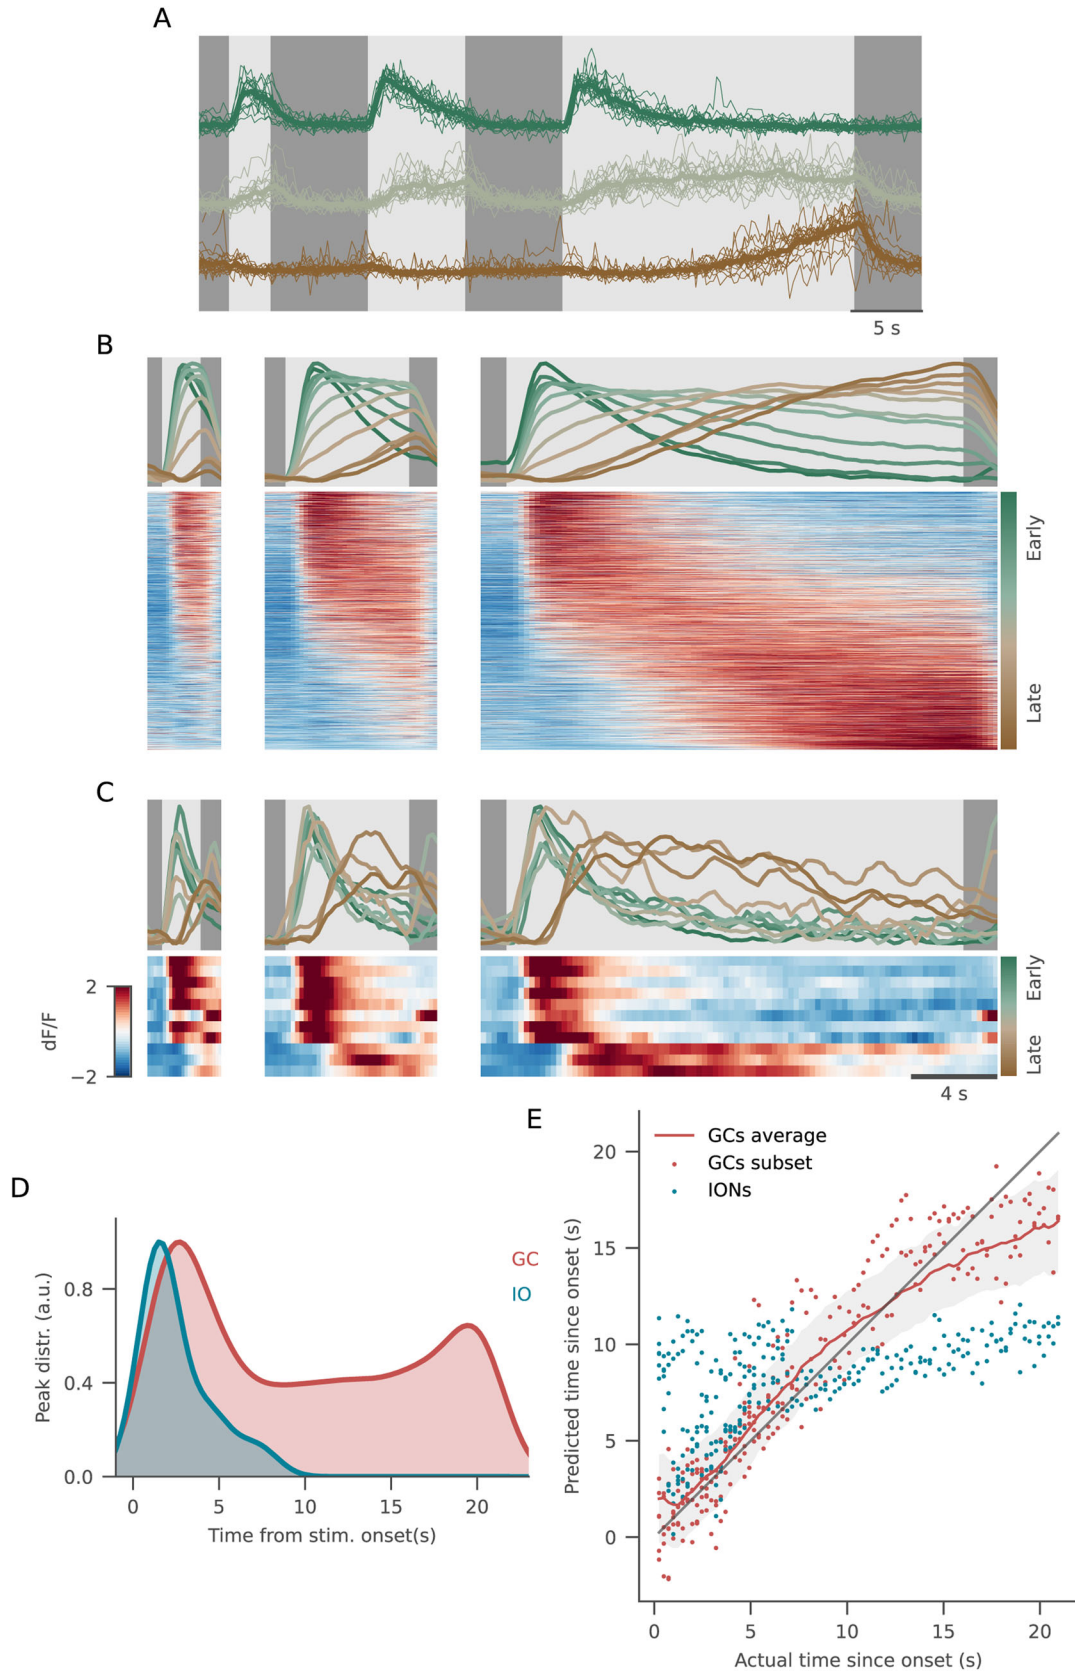 A
5 s
B
Early
Late
C
2
dF/F
−2
Early
Late
4 s
D
GC
IO
0.8
0.4
0.0
Peak distr. (a.u.)
0 5 10 15 20
Time from stim. onset(s)
E
GCs average
GCs subset
IONs
20
15
10
5
0
Predicted time since onset (s)
0 5 10 15 20
Actual time since onset (s)